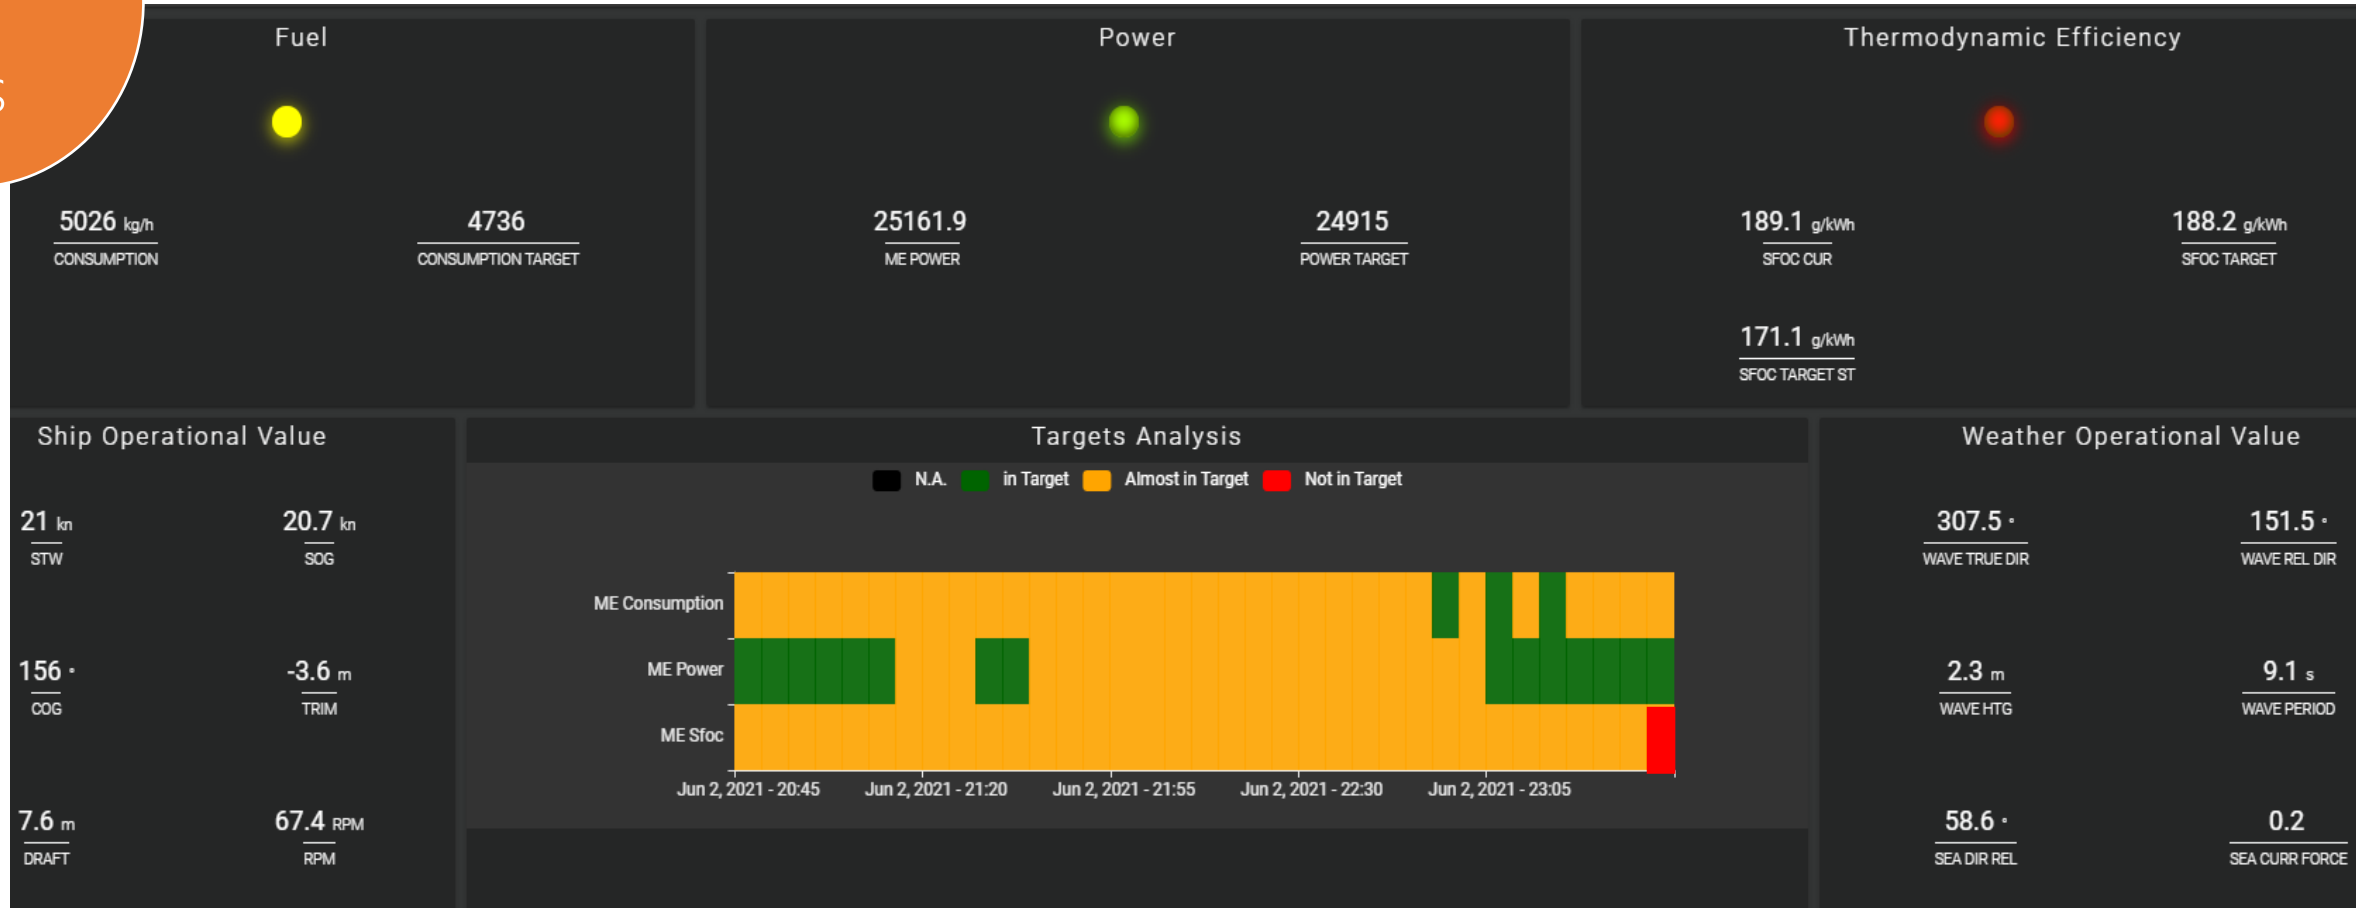 S
Fuel
Power
Thermodynamic Efficiency
5026 kg/h
CONSUMPTION
4736
CONSUMPTION TARGET
25161.9
ME POWER
24915
POWER TARGET
189.1 g/kWh
SFOC CUR
188.2 g/kWh
SFOC TARGET
171.1 g/kWh
SFOC TARGET ST
Ship Operational Value
21 kn
STW
20.7 kn
SOG
156 °
COG
-3.6 m
TRIM
7.6 m
DRAFT
67.4 RPM
RPM
Targets Analysis
N.A. in Target Almost in Target Not in Target
ME Consumption
ME Power
ME Sfoc
Jun 2, 2021 - 20:45 Jun 2, 2021 - 21:20 Jun 2, 2021 - 21:55 Jun 2, 2021 - 22:30 Jun 2, 2021 - 23:05
Weather Operational Value
307.5 °
WAVE TRUE DIR
151.5 °
WAVE REL DIR
2.3 m
WAVE HTG
9.1 s
WAVE PERIOD
58.6 °
SEA DIR REL
0.2
SEA CURR FORCE